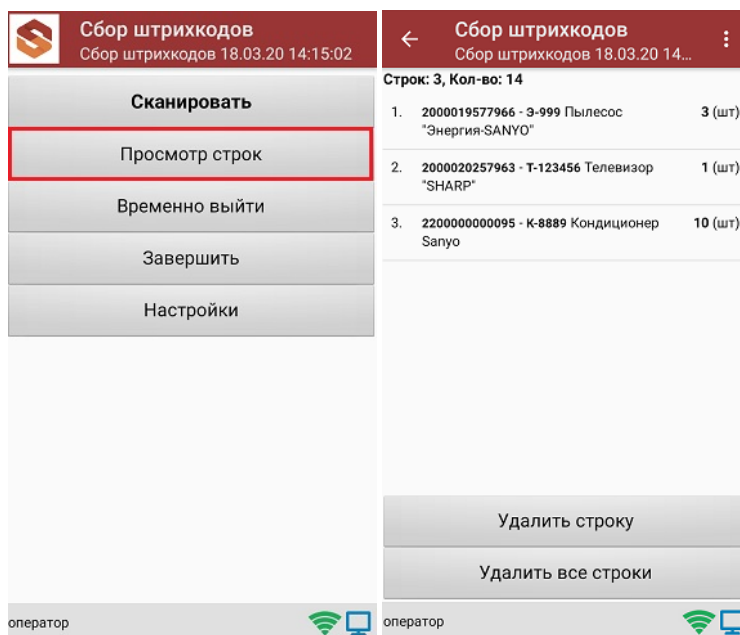 Сбор штрихкодов
Сбор штрихкодов 18.03.20 14:15:02
Сканировать
Просмотр строк
Временно выйти
Завершить
Настройки
оператор
Сбор штрихкодов
Сбор штрихкодов 18.03.20 14...
Строк: 3, Кол-во: 14
1. 2000019577966 - Э-999 Пылесос 3 (шт)
"Энергия-SANYO"
2. 2000020257963 - Т-123456 Телевизор 1 (шт)
"SHARP"
3. 2200000000095 - К-8889 Кондиционер 10 (шт)
Sanyo
Удалить строку
Удалить все строки
оператор